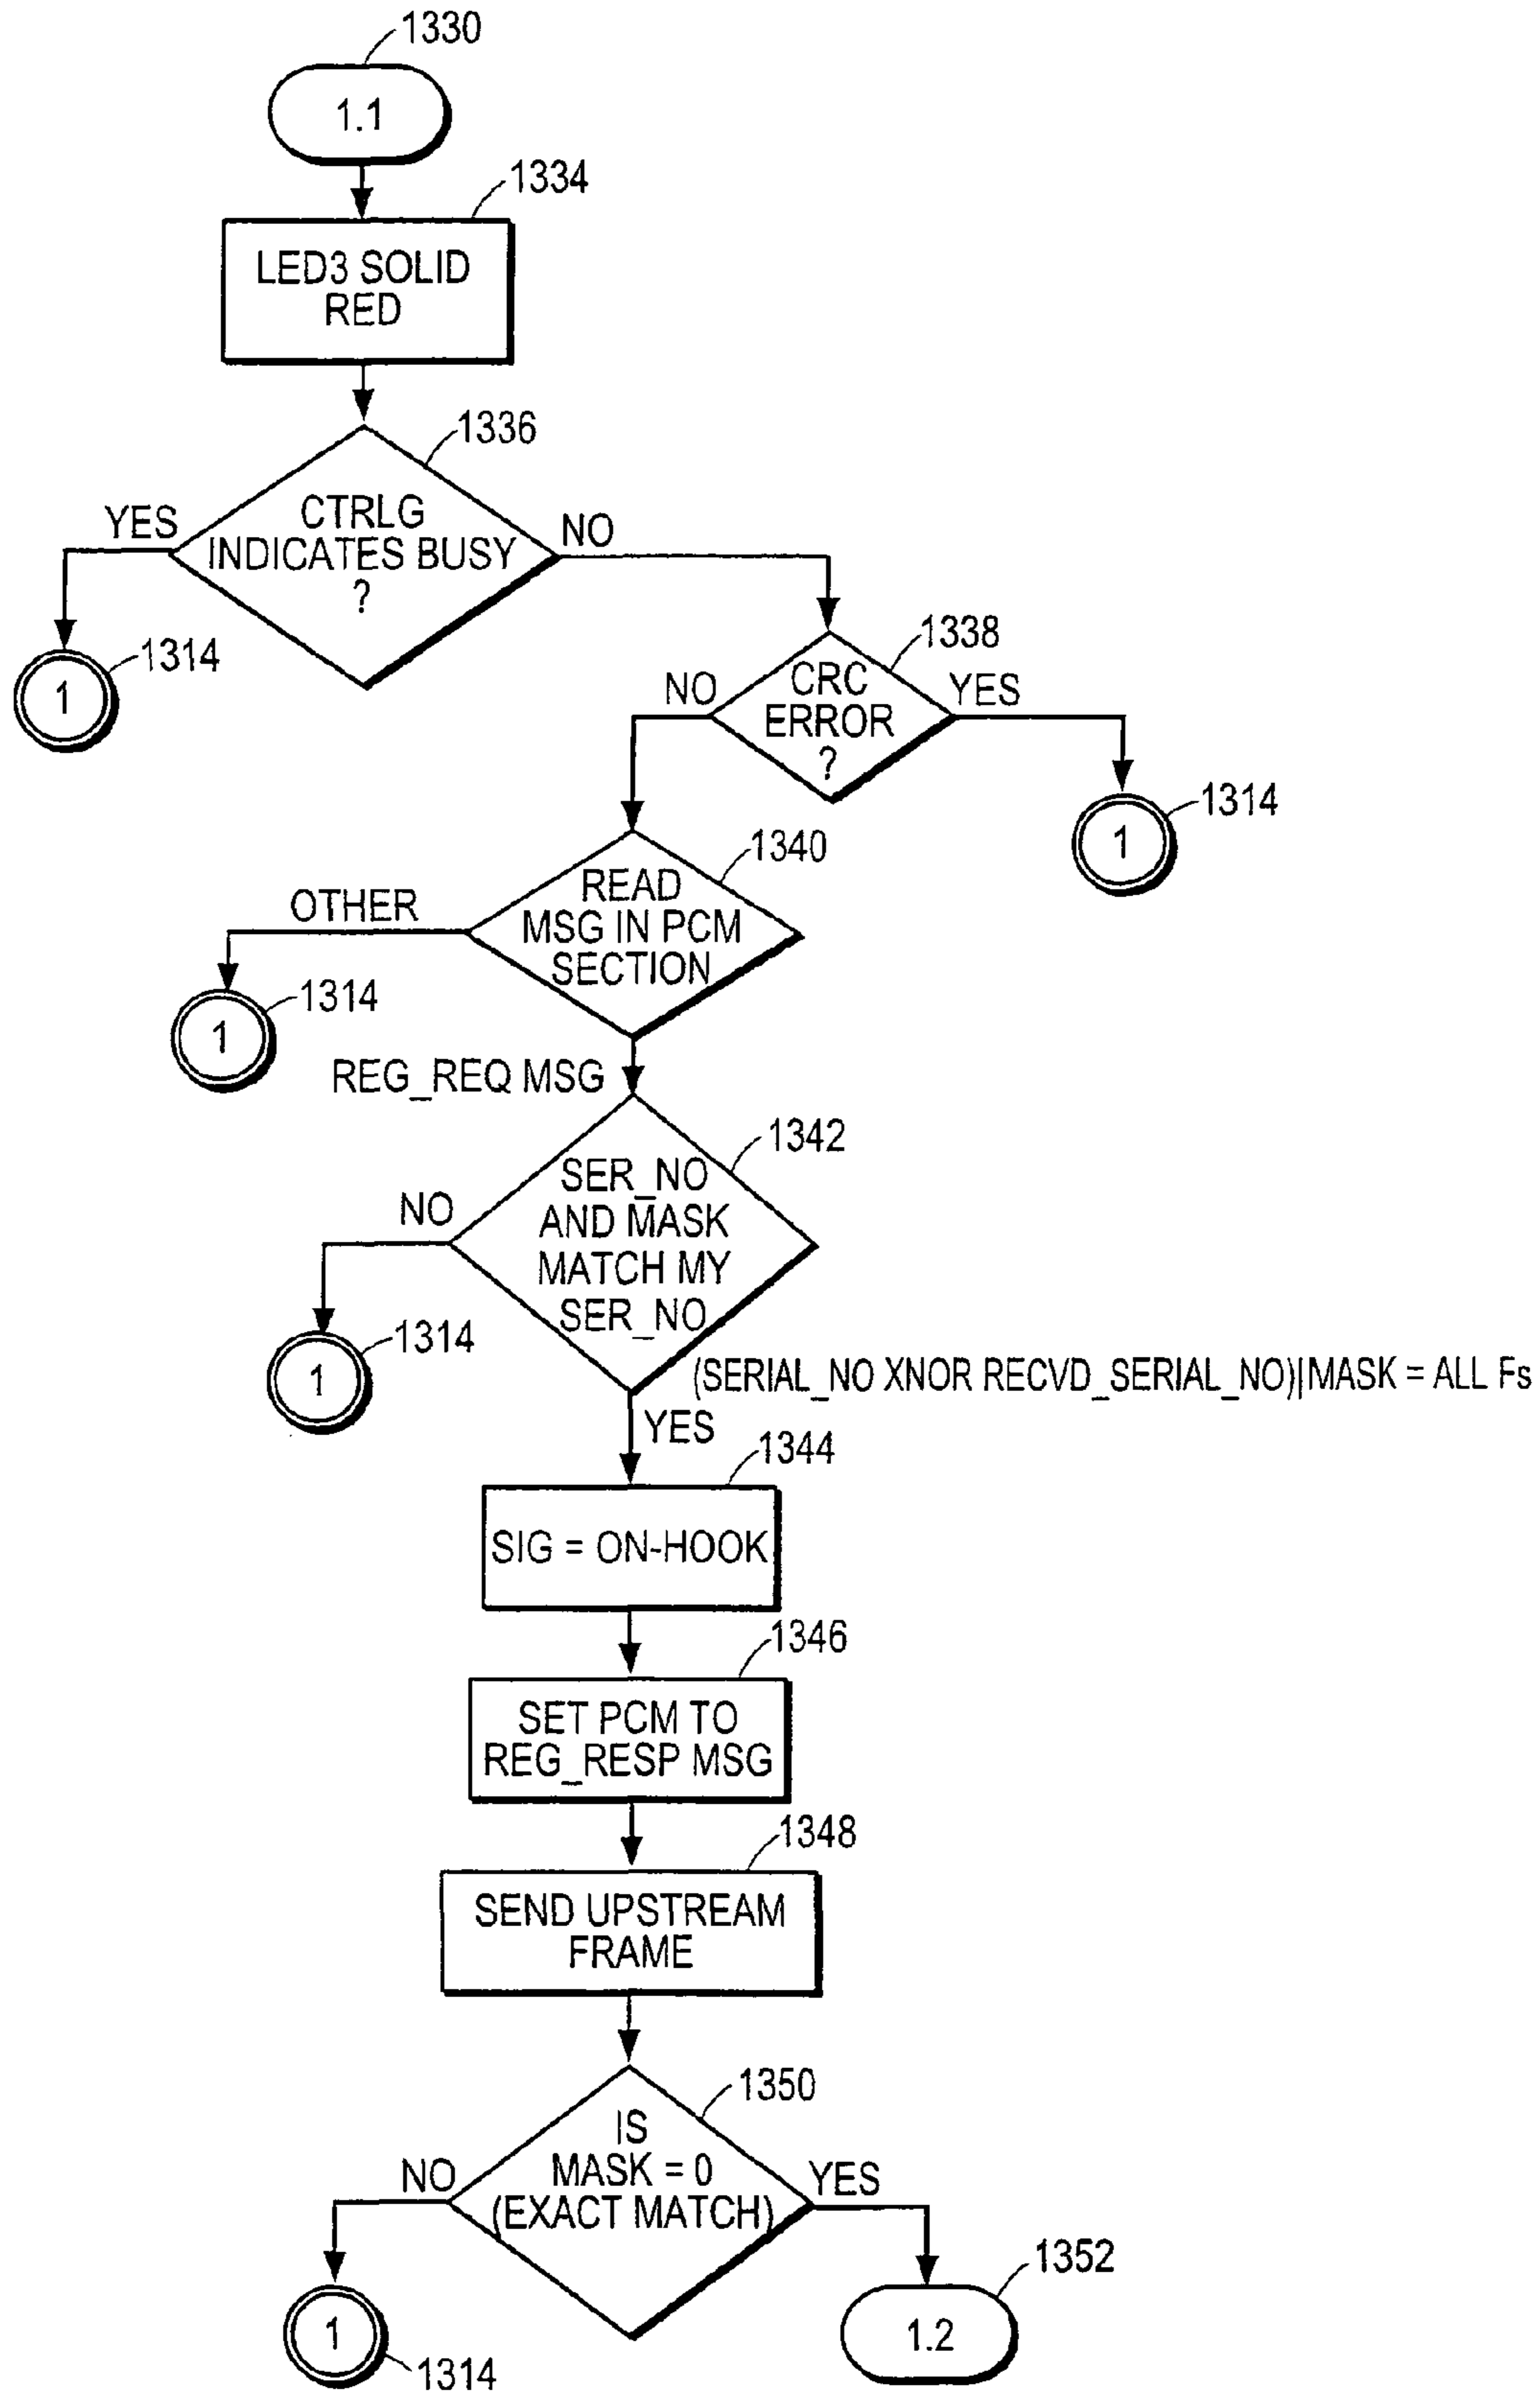 1330
1.1
1334
LED3 SOLID
RED
1336
CTRLG
INDICATES BUSY
?
YES
NO
1314
1
1338
CRC
ERROR
?
NO
YES
1314
1
1340
READ
MSG IN PCM
SECTION
OTHER
1314
1
REG_REQ MSG
1342
SER_NO
AND MASK
MATCH MY
SER_NO
NO
1314
1
(SERIAL_NO XNOR RECVD_SERIAL_NO)|MASK = ALL Fs
YES
1344
SIG = ON-HOOK
1346
SET PCM TO
REG_RESP MSG
1348
SEND UPSTREAM
FRAME
1350
IS
MASK = 0
(EXACT MATCH)
NO
YES
1352
1.2
1
1314